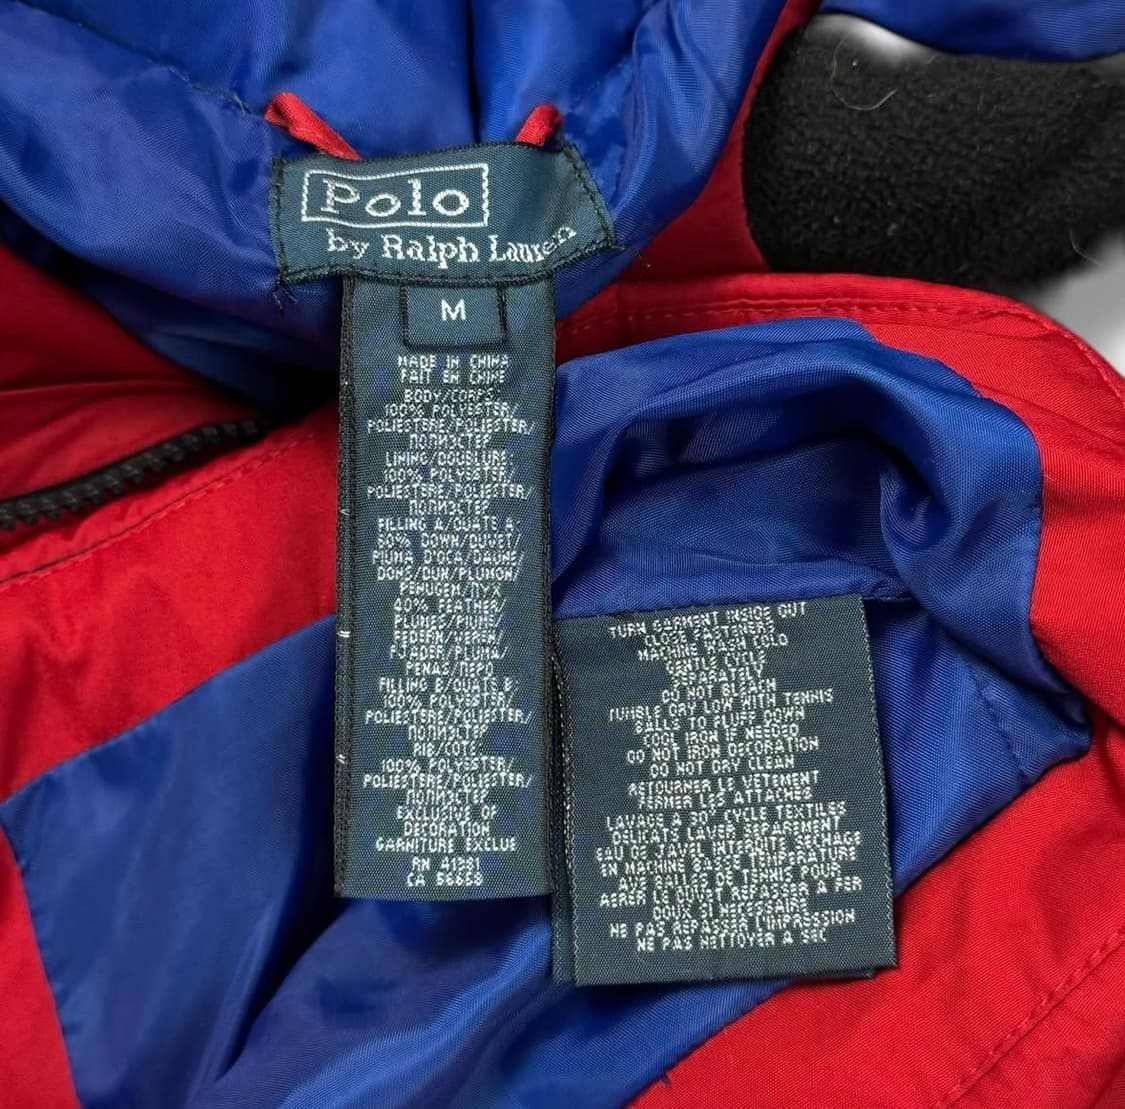 Polo
by Ralph Lauren
M
MADE IN CHINA
FAIT EN CHINE
BODY/CORPS
100% POLYESTER/
POLIESTERE/POLIESTER/
ПОЛИЭСТЕР
LINING/DOUBLURE
100% POLYESTER/
POLIESTERE/POLIESTER/
ПОЛИЭСТЕР
FILLING A/OUATE A:
60% DOWN/DUVET/
PIUMA D'OCA/DAUNE/
DONS/DUN/PLUMON/
PENUGEM/ПУХ
40% FEATHER/
PLUMES/PIUME/
FEDERN/VEREN/
FJADER/PLUMA/
PENAS/ПЕРО
FILLING B/OUATE B
100% POLYESTER/
POLIESTERE/POLIESTER/
ПОЛИЭСТЕР
RIB/COTE
100% POLYESTER/
POLIESTERE/POLIESTER/
ПОЛИЭСТЕР
EXCLUSIVE OF
DECORATION
GARNITURE EXCLUE
RN 41381
CA
TURN GARMENT INSIDE OUT
CLOSE FASTENERS
MACHINE WASH COLD
GENTLE CYCLE
SEPARATELY
DO NOT BLEACH
TUMBLE DRY LOW WITH TENNIS
BALLS TO FLUFF DOWN
COOL IRON IF NEEDED
DO NOT IRON DECORATION
DO NOT DRY CLEAN
RETOURNER LE VETEMENT
FERMER LES ATTACHES
LAVAGE A 30° CYCLE TEXTILES
DELICATS LAVER SEPAREMENT
EAU DE JAVEL INTERDITE SECHAGE
EN MACHINE BASSE TEMPERATURE
AVE BALLES DE TENNIS POUR
AERER LE DUVET REPASSER A FER
DOUX SI NECESSAIRE
NE PAS REPASSER L'IMPRESSION
NE PAS NETTOYER A SEC